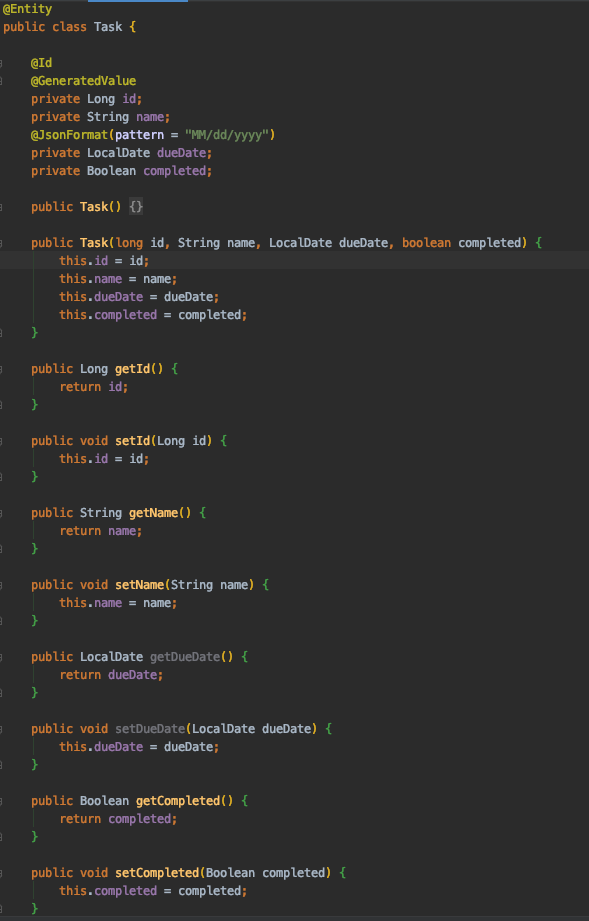 @Entity
public class Task {
@Id
@GeneratedValue
private Long id;
private String name;
@JsonFormat(pattern = "MM/dd/yyyy")
private LocalDate dueDate;
private Boolean completed;
public Task() {}
public Task(long id, String name, LocalDate dueDate, boolean completed) {
this.id = id;
this.name = name;
this.dueDate = dueDate;
this.completed = completed;
}
public Long getId() {
return id;
}
public void setId(Long id) {
this.id = id;
}
public String getName() {
return name;
}
public void setName(String name) {
this.name = name;
}
public LocalDate getDueDate() {
return dueDate;
}
public void setDueDate(LocalDate dueDate) {
this.dueDate = dueDate;
}
public Boolean getCompleted() {
return completed;
}
public void setCompleted(Boolean completed) {
this.completed = completed;
}